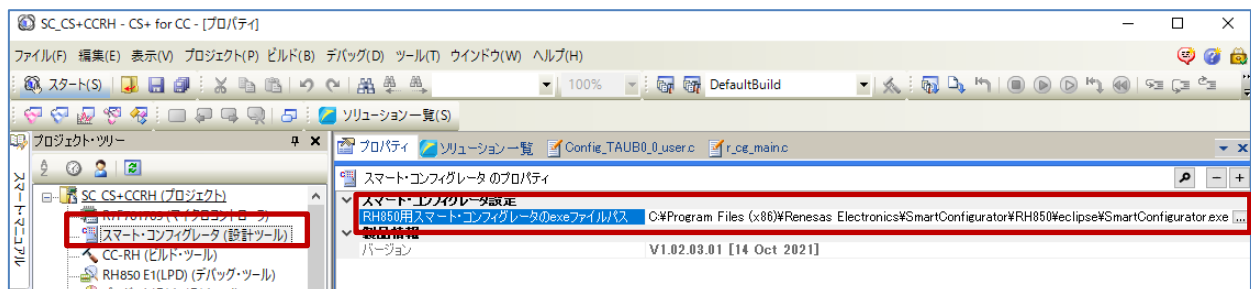 SC_CS+CCRH - CS+ for CC - [プロパティ]
ファイル(F) 編集(E) 表示(V) プロジェクト(P) ビルド(B) デバッグ(D) ツール(T) ウインドウ(W) ヘルプ(H)
スタート(S) 100% DefaultBuild
ソリューション一覧(S)
プロジェクト・ツリー
プロパティ ソリューション一覧 Config_TAUB0_0_user.c r_cg_main.c
スマート・マニュアル
スマート・コンフィグレータ のプロパティ
SC_CS+CCRH (プロジェクト)
スマート・コンフィグレータ設定
RH850用スマート・コンフィグレータのexeファイルパス C:¥Program Files (x86)¥Renesas Electronics¥SmartConfigurator¥RH850¥eclipse¥SmartConfigurator.exe ...
スマート・コンフィグレータ (設計ツール)
製品情報
CC-RH (ビルド・ツール)
バージョン V1.02.03.01 [14 Oct 2021]
RH850 E1(LPD) (デバッグ・ツール)